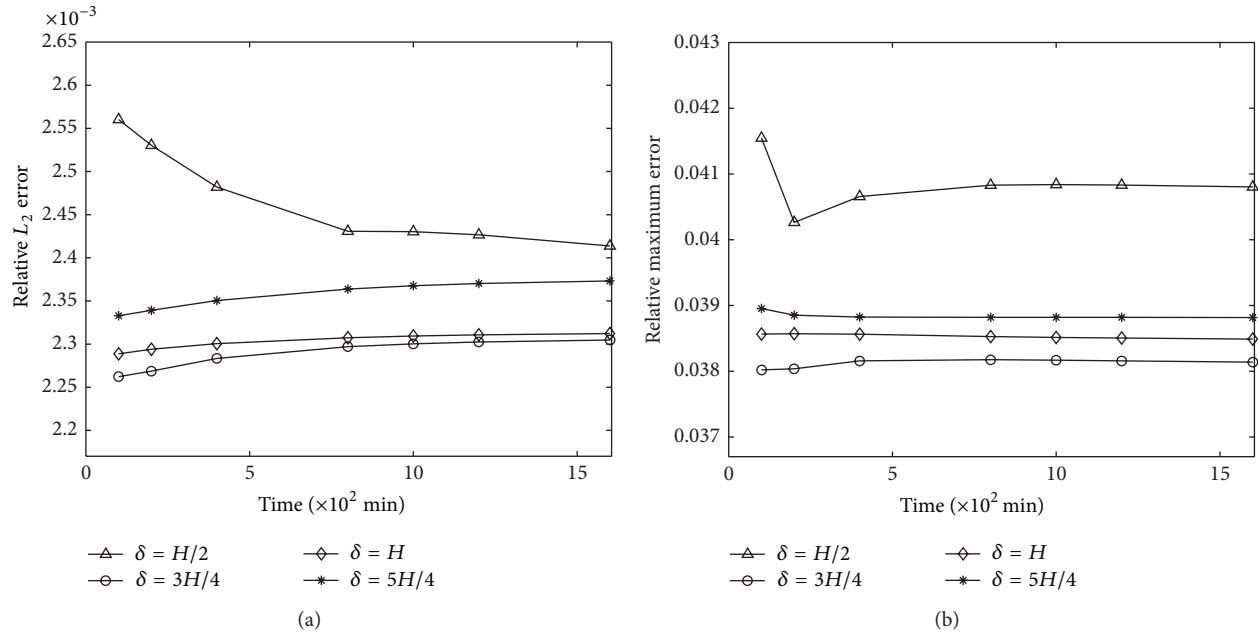 ×10⁻³
2.65
2.6
2.55
2.5
2.45
2.4
2.35
2.3
2.25
2.2
Relative L₂ error
0
5
10
15
Time (×10² min)
δ = H/2
δ = H
δ = 3H/4
δ = 5H/4
(a)
0.043
0.042
0.041
0.04
0.039
0.038
0.037
Relative maximum error
0
5
10
15
Time (×10² min)
δ = H/2
δ = H
δ = 3H/4
δ = 5H/4
(b)